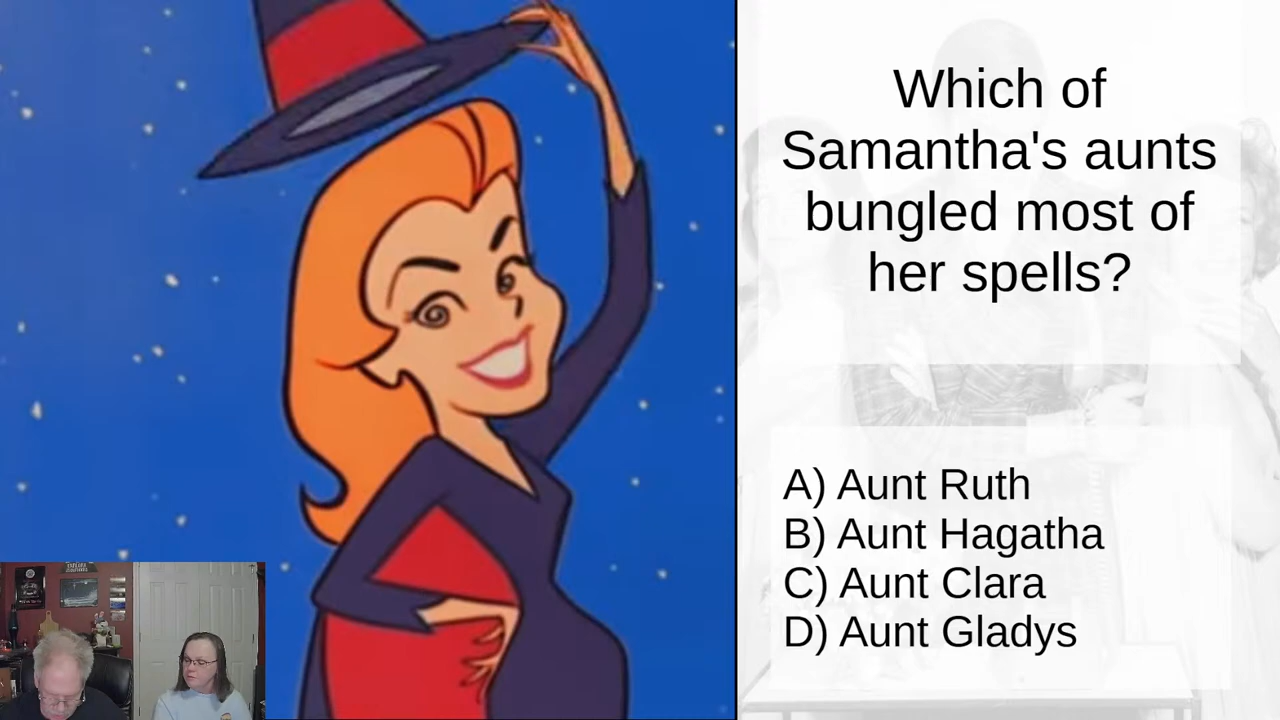 Which of
Samantha's aunts
bungled most of
her spells?
A) Aunt Ruth
B) Aunt Hagatha
C) Aunt Clara
D) Aunt Gladys